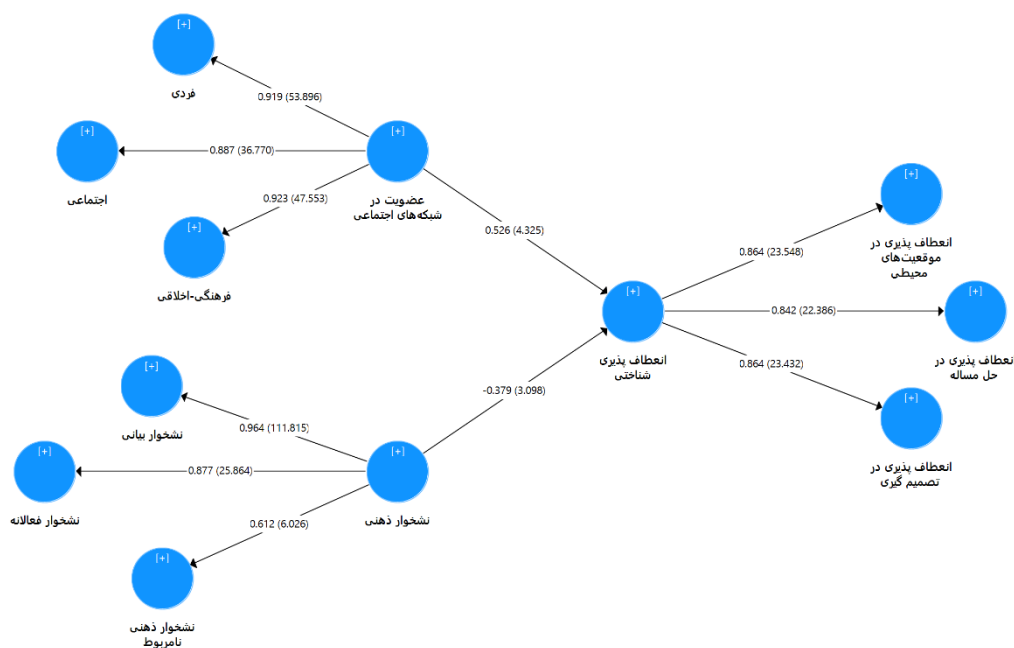 [+]
فردی
0.919 (53.896)
[+]
اجتماعی
0.887 (36.770)
[+]
عضویت در
شبکه‌های اجتماعی
0.923 (47.553)
[+]
فرهنگی-اخلاقی
0.526 (4.325)
[+]
انعطاف پذیری در
موقعیت‌های
محیطی
0.864 (23.548)
[+]
انعطاف پذیری
شناختی
0.842 (22.386)
[+]
نعطاف پذیری در
حل مساله
0.864 (23.432)
[+]
انعطاف پذیری در
تصمیم گیری
-0.379 (3.098)
[+]
نشخوار بیانی
0.964 (111.815)
[+]
نشخوار فعالانه
0.877 (25.864)
[+]
نشخوار ذهنی
0.612 (6.026)
[+]
نشخوار ذهنی
نامربوط